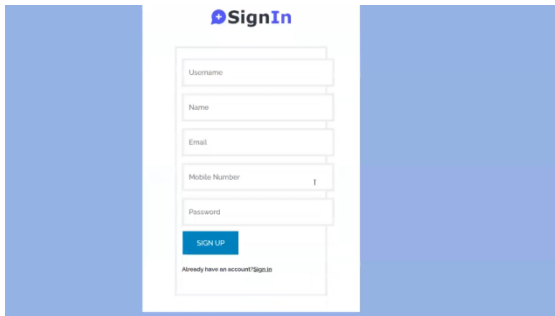 SignIn
Username
Name
Email
Mobile Number
Password
SIGN UP
Already have an account?Sign in